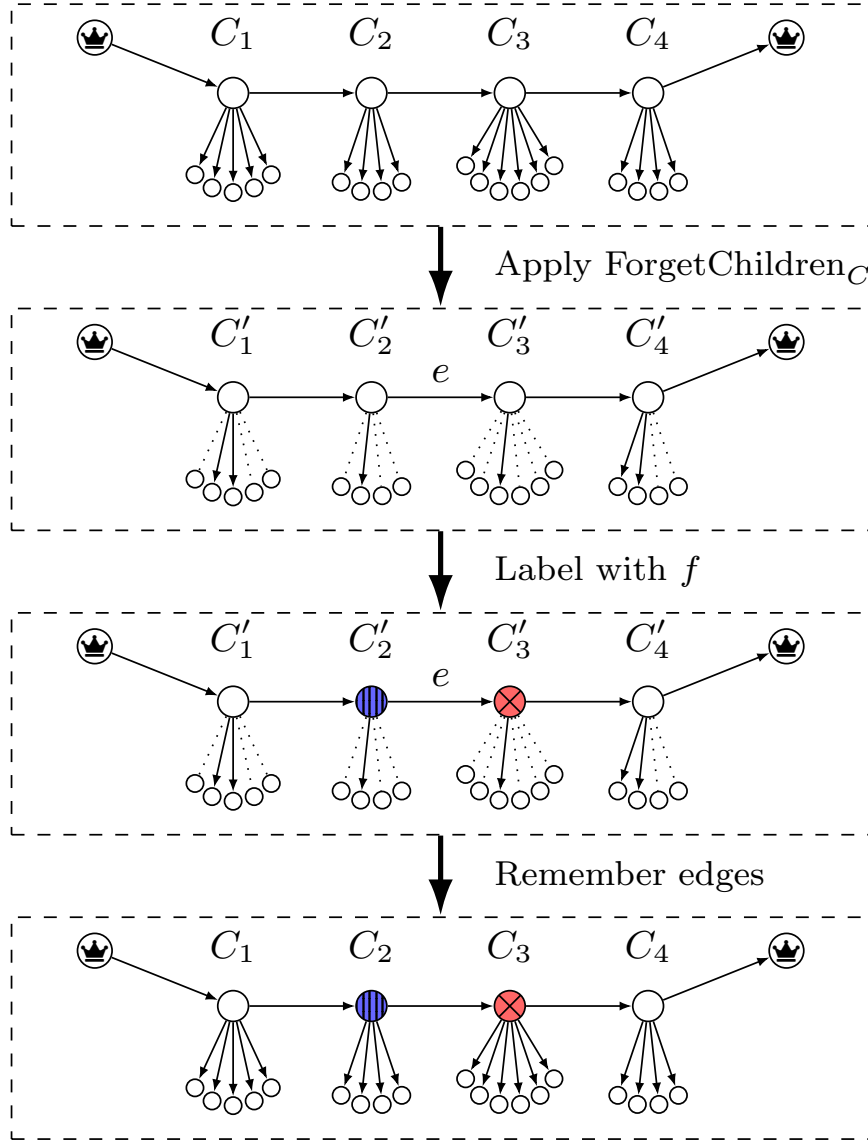 C₁ C₂ C₃ C₄
Apply ForgetChildren_C
C′₁ C′₂ C′₃ C′₄
e
Label with f
C′₁ C′₂ C′₃ C′₄
e
Remember edges
C₁ C₂ C₃ C₄